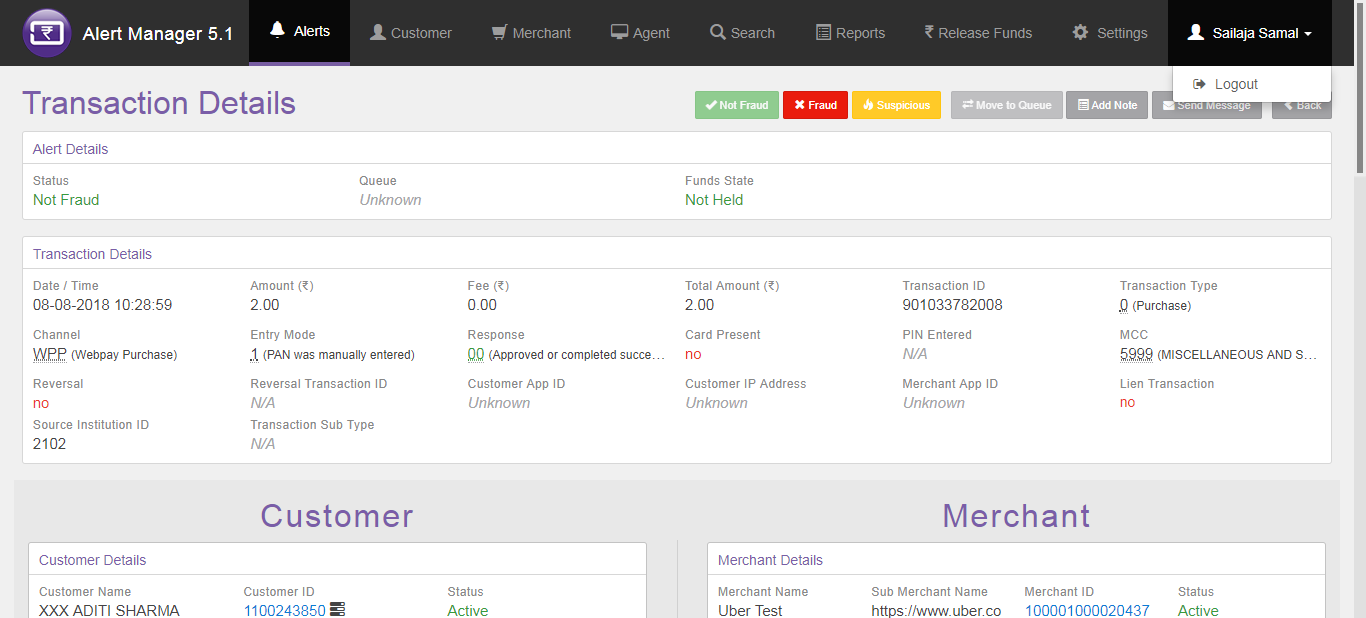 Alert Manager 5.1 Alerts Customer Merchant Agent Search Reports ₹ Release Funds Settings Sailaja Samal
Logout
Transaction Details Not Fraud Fraud Suspicious Move to Queue Add Note Send Message Back
Alert Details
Status Queue Funds State
Not Fraud Unknown Not Held
Transaction Details
Date / Time Amount (₹) Fee (₹) Total Amount (₹) Transaction ID Transaction Type
08-08-2018 10:28:59 2.00 0.00 2.00 901033782008 0 (Purchase)
Channel Entry Mode Response Card Present PIN Entered MCC
WPP (Webpay Purchase) 1 (PAN was manually entered) 00 (Approved or completed succe… no N/A 5999 (MISCELLANEOUS AND S…
Reversal Reversal Transaction ID Customer App ID Customer IP Address Merchant App ID Lien Transaction
no N/A Unknown Unknown Unknown no
Source Institution ID Transaction Sub Type
2102 N/A
Customer Merchant
Customer Details Merchant Details
Customer Name Customer ID Status Merchant Name Sub Merchant Name Merchant ID Status
XXX ADITI SHARMA 1100243850 Active Uber Test https://www.uber.co 100001000020437 Active